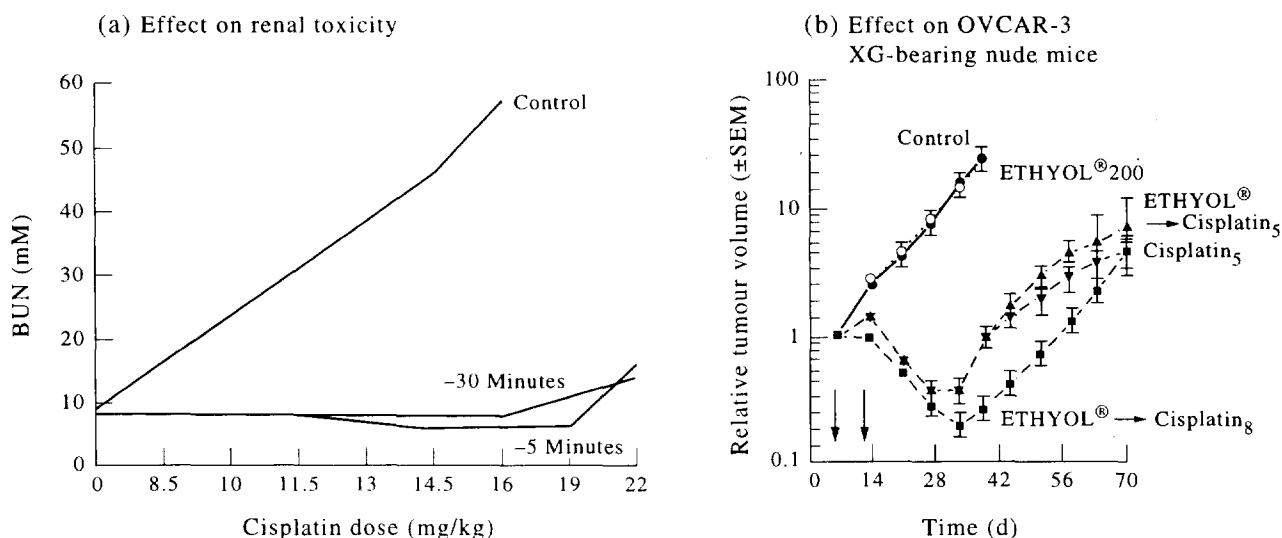 (a) Effect on renal toxicity
60
50
40
30
20
10
0
BUN (mM)
Control
–30 Minutes
–5 Minutes
0 8.5 10 11.5 13 14.5 16 19 22
Cisplatin dose (mg/kg)
(b) Effect on OVCAR-3
XG-bearing nude mice
100
10
1
0.1
Relative tumour volume (±SEM)
Control
ETHYOL®200
ETHYOL®
→ Cisplatin₅
Cisplatin₅
ETHYOL® → Cisplatin₈
0 14 28 42 56 70
Time (d)